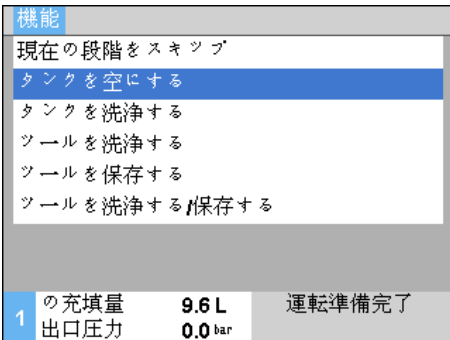 機能
現在の段階をスキップ
タンクを空にする
タンクを洗浄する
ツールを洗浄する
ツールを保存する
ツールを洗浄する/保存する
1 の充填量 9.6 L 運転準備完了
出口圧力 0.0 bar